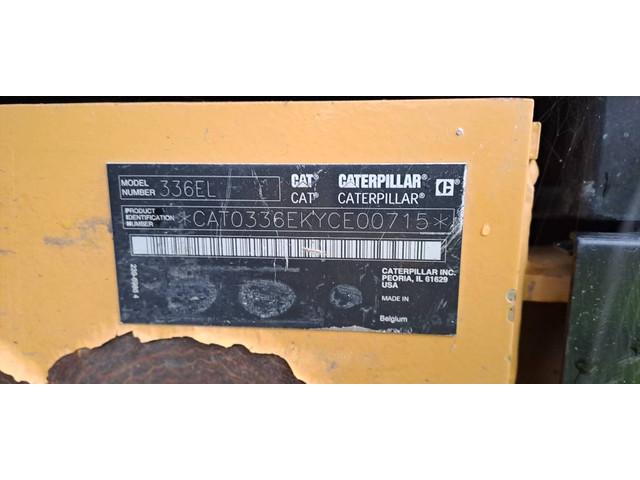 MODEL NUMBER 336EL
CAT® CATERPILLAR® C
CAT® CATERPILLAR®
PRODUCT IDENTIFICATION NUMBER *CAT0336EKYCE00715*
CATERPILLAR INC.
PEORIA, IL 61629
USA
MADE IN
Belgium